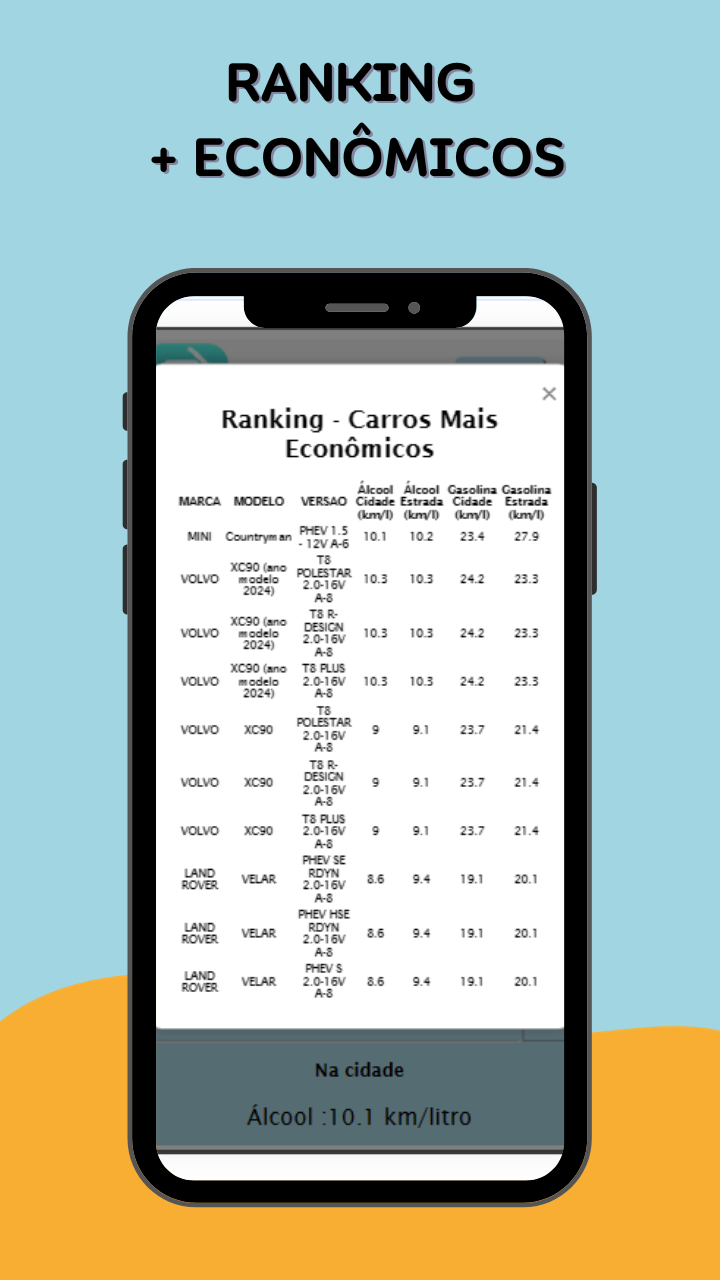 RANKING
+ ECONÔMICOS
×
Ranking - Carros Mais
Econômicos
MARCA MODELO VERSAO Álcool Cidade (km/l) Álcool Estrada (km/l) Gasolina Cidade (km/l) Gasolina Estrada (km/l)
MINI Countryman PHEV 1.5 - 12V A-6 10.1 10.2 23.4 27.9
VOLVO XC90 (ano modelo 2024) T8 POLESTAR 2.0-16V A-8 10.3 10.3 24.2 23.3
VOLVO XC90 (ano modelo 2024) T8 R-DESIGN 2.0-16V A-8 10.3 10.3 24.2 23.3
VOLVO XC90 (ano modelo 2024) T8 PLUS 2.0-16V A-8 10.3 10.3 24.2 23.3
VOLVO XC90 T8 POLESTAR 2.0-16V A-8 9 9.1 23.7 21.4
VOLVO XC90 T8 R-DESIGN 2.0-16V A-8 9 9.1 23.7 21.4
VOLVO XC90 T8 PLUS 2.0-16V A-8 9 9.1 23.7 21.4
LAND ROVER VELAR PHEV SE RDYN 2.0-16V A-8 8.6 9.4 19.1 20.1
LAND ROVER VELAR PHEV HSE RDYN 2.0-16V A-8 8.6 9.4 19.1 20.1
LAND ROVER VELAR PHEV S 2.0-16V A-8 8.6 9.4 19.1 20.1
Na cidade
Álcool :10.1 km/litro